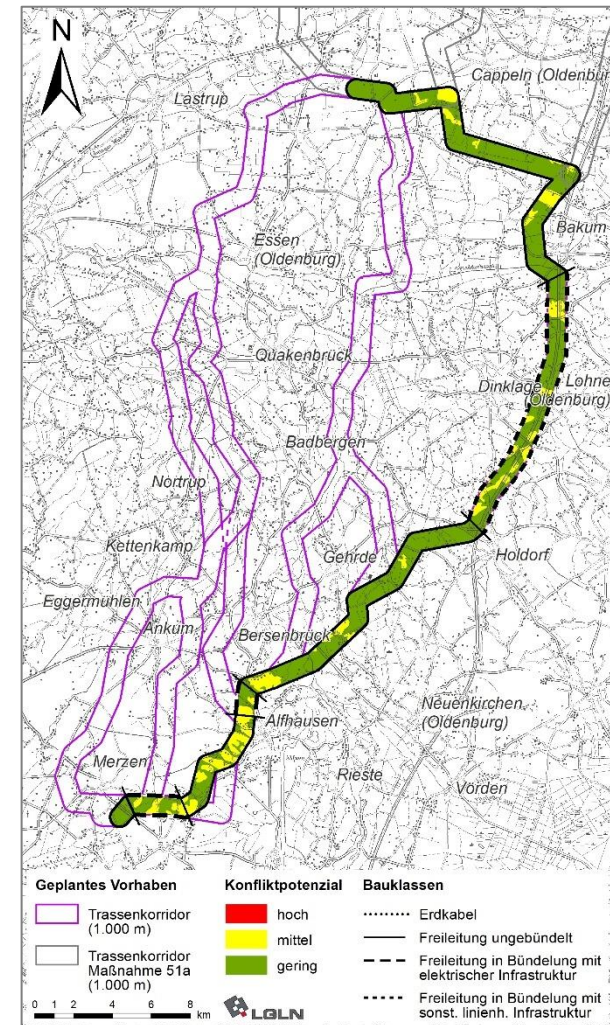 N
Lastrup
Cappeln (Oldenbur
Essen
(Oldenburg)
Bakum
Quakenbrück
Dinklage
Lohne
(Oldenburg)
Badbergen
Nortrup
Kettenkamp
Gehrde
Holdorf
Eggermühlen
Ankum
Bersenbrück
Neuenkirchen
(Oldenburg)
Alfhausen
Merzen
Rieste
Vörden
Geplantes Vorhaben
Trassenkorridor
(1.000 m)
Trassenkorridor
Maßnahme 51a
(1.000 m)
0 1 2 4 6 8
km
Konfliktpotenzial
hoch
mittel
gering
LGLN
Bauklassen
Erdkabel
Freileitung ungebündelt
Freileitung in Bündelung mit
elektrischer Infrastruktur
Freileitung in Bündelung mit
sonst. linienh. Infrastruktur